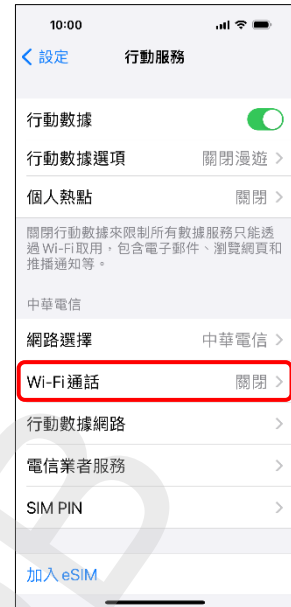 10:00
設定
行動服務
行動數據
行動數據選項 關閉漫遊
個人熱點 關閉
關閉行動數據來限制所有數據服務只能透
過 Wi-Fi 取用，包含電子郵件、瀏覽網頁和
推播通知等。
中華電信
網路選擇 中華電信
Wi-Fi 通話 關閉
行動數據網路
電信業者服務
SIM PIN
加入 eSIM